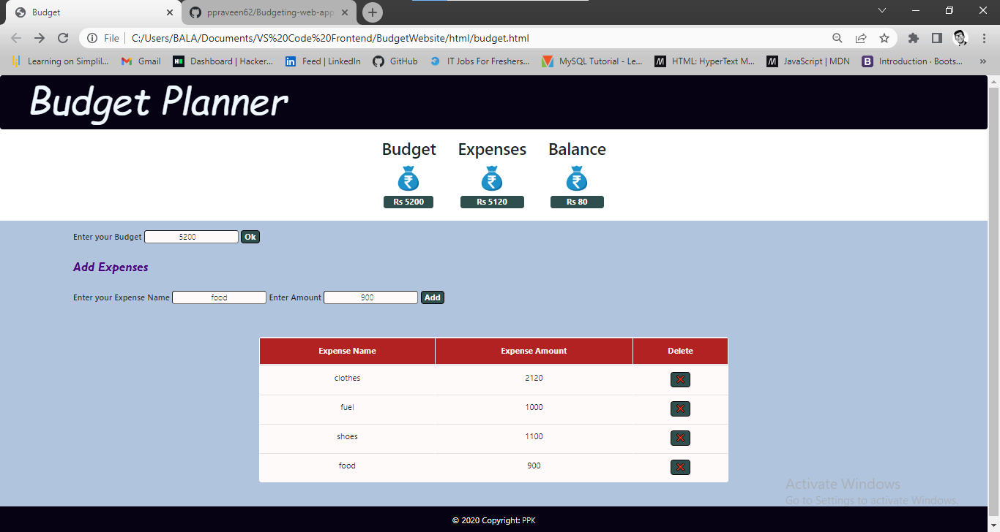 Budget
ppraveen62/Budgeting-web-app
File | C:/Users/BALA/Documents/VS%20Code%20Frontend/BudgetWebsite/html/budget.html
Learning on Simplil... Gmail Dashboard | Hacker... Feed | LinkedIn GitHub IT Jobs For Freshers... MySQL Tutorial - Le... HTML: HyperText M... JavaScript | MDN Introduction · Boots... »
Budget Planner
Budget Expenses Balance
Rs 5200 Rs 5120 Rs 80
Enter your Budget 5200 Ok
Add Expenses
Enter your Expense Name food Enter Amount 900 Add
Expense Name Expense Amount Delete
clothes 2120
fuel 1000
shoes 1100
food 900
Activate Windows
Go to Settings to activate Windows.
© 2020 Copyright: PPK